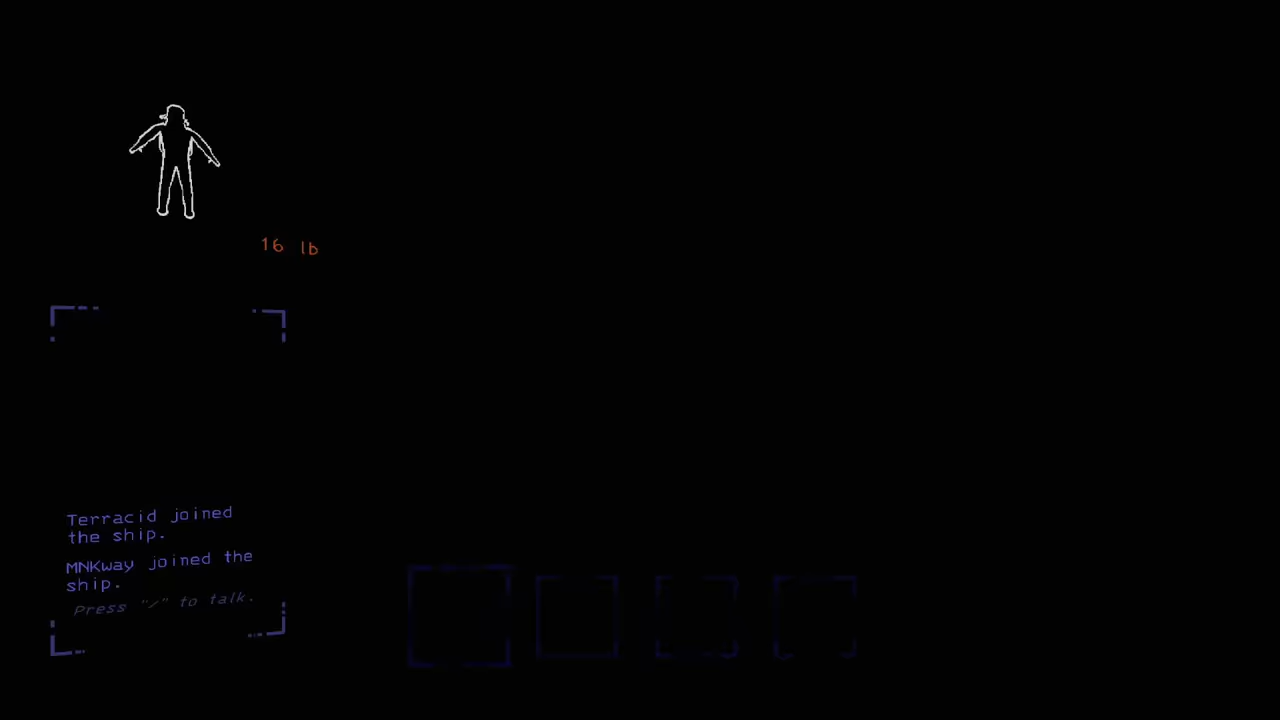 16 lb
Terracid joined
the ship.
MNKway joined the
ship.
Press "/" to talk.